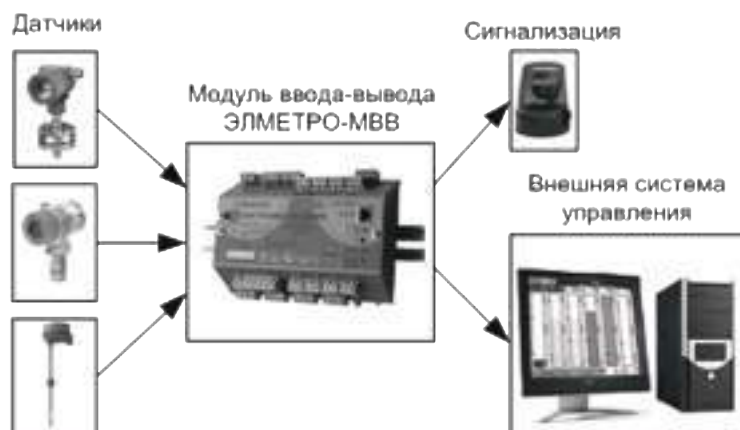 Датчики
Сигнализация
Модуль ввода-вывода
ЭЛМЕТРО-МВВ
Внешняя система
управления